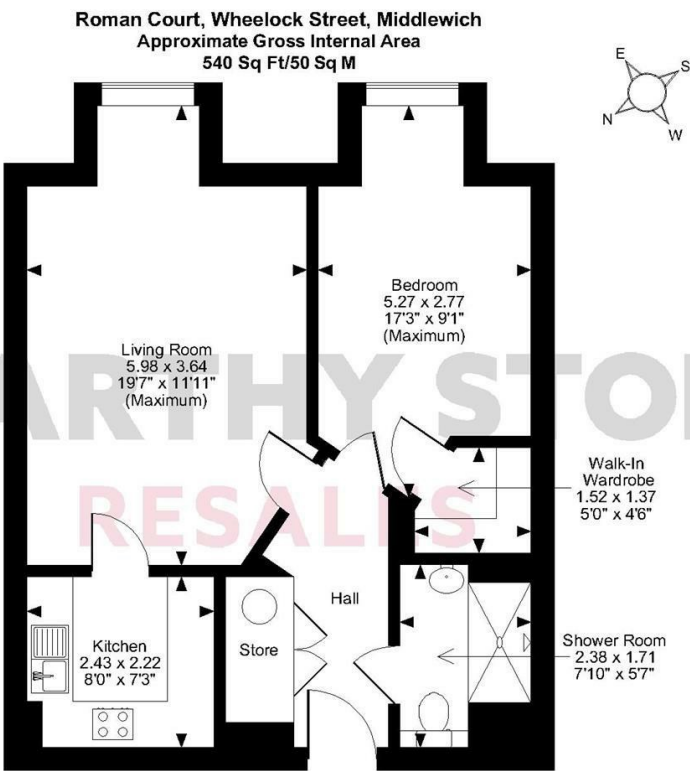 Roman Court, Wheelock Street, Middlewich
Approximate Gross Internal Area
540 Sq Ft/50 Sq M
E
S
N
W
Bedroom
5.27 x 2.77
17'3" x 9'1"
(Maximum)
Living Room
5.98 x 3.64
19'7" x 11'11"
(Maximum)
ARTHY STO
RESALES
Walk-In
Wardrobe
1.52 x 1.37
5'0" x 4'6"
Hall
Store
Kitchen
2.43 x 2.22
8'0" x 7'3"
Shower Room
2.38 x 1.71
7'10" x 5'7"